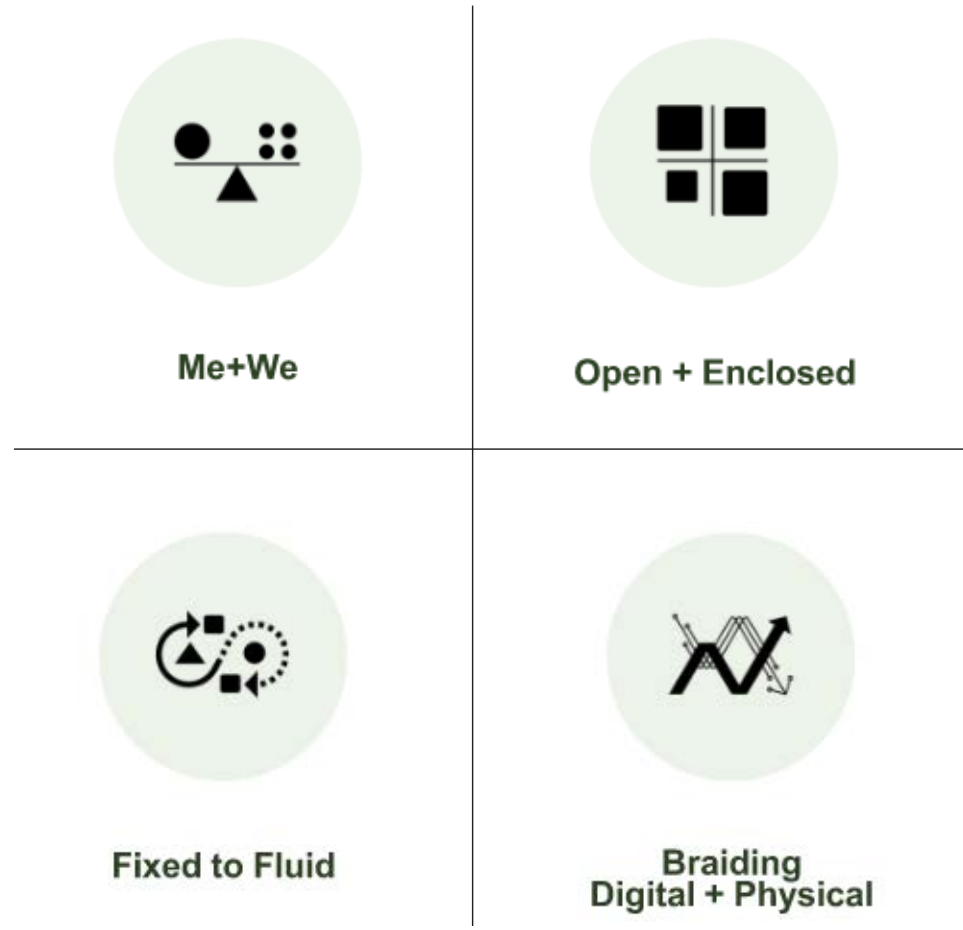 Me+We
Open + Enclosed
Fixed to Fluid
Braiding
Digital + Physical